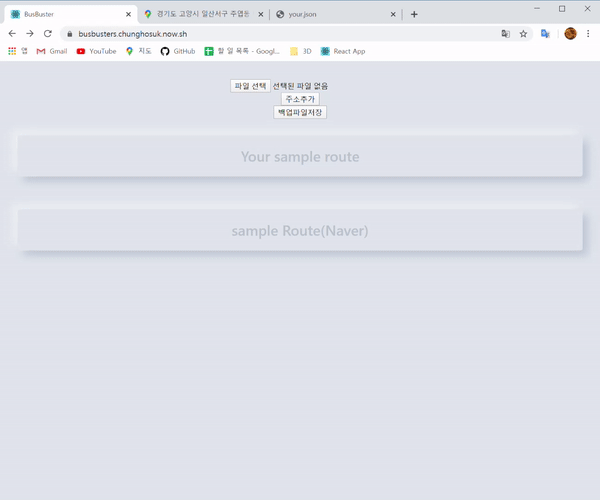 BusBuster
경기도 고양시 일산서구 주엽동
your.json
busbusters.chunghosuk.now.sh
앱
Gmail
YouTube
지도
GitHub
할 일 목록 - Googl...
3D
React App
파일 선택 선택된 파일 없음
주소추가
백업파일저장
Your sample route
sample Route(Naver)